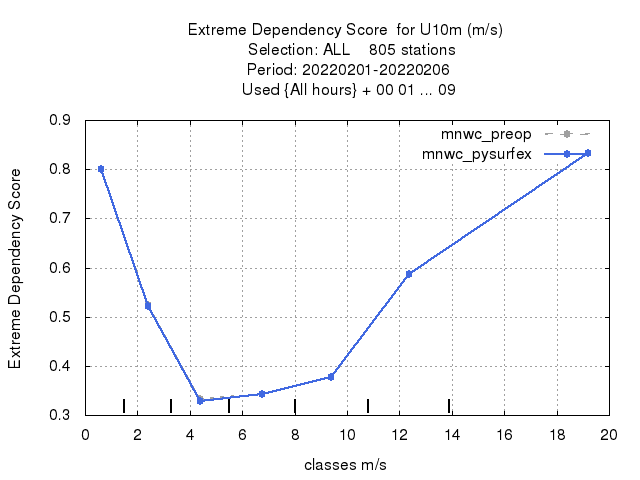 Extreme Dependency Score for U10m (m/s)
Selection: ALL 805 stations
Period: 20220201-20220206
Used {All hours} + 00 01 ... 09
mnwc_preop
mnwc_pysurfex
Extreme Dependency Score
0.9
0.8
0.7
0.6
0.5
0.4
0.3
0 2 4 6 8 10 12 14 16 18 20
classes m/s